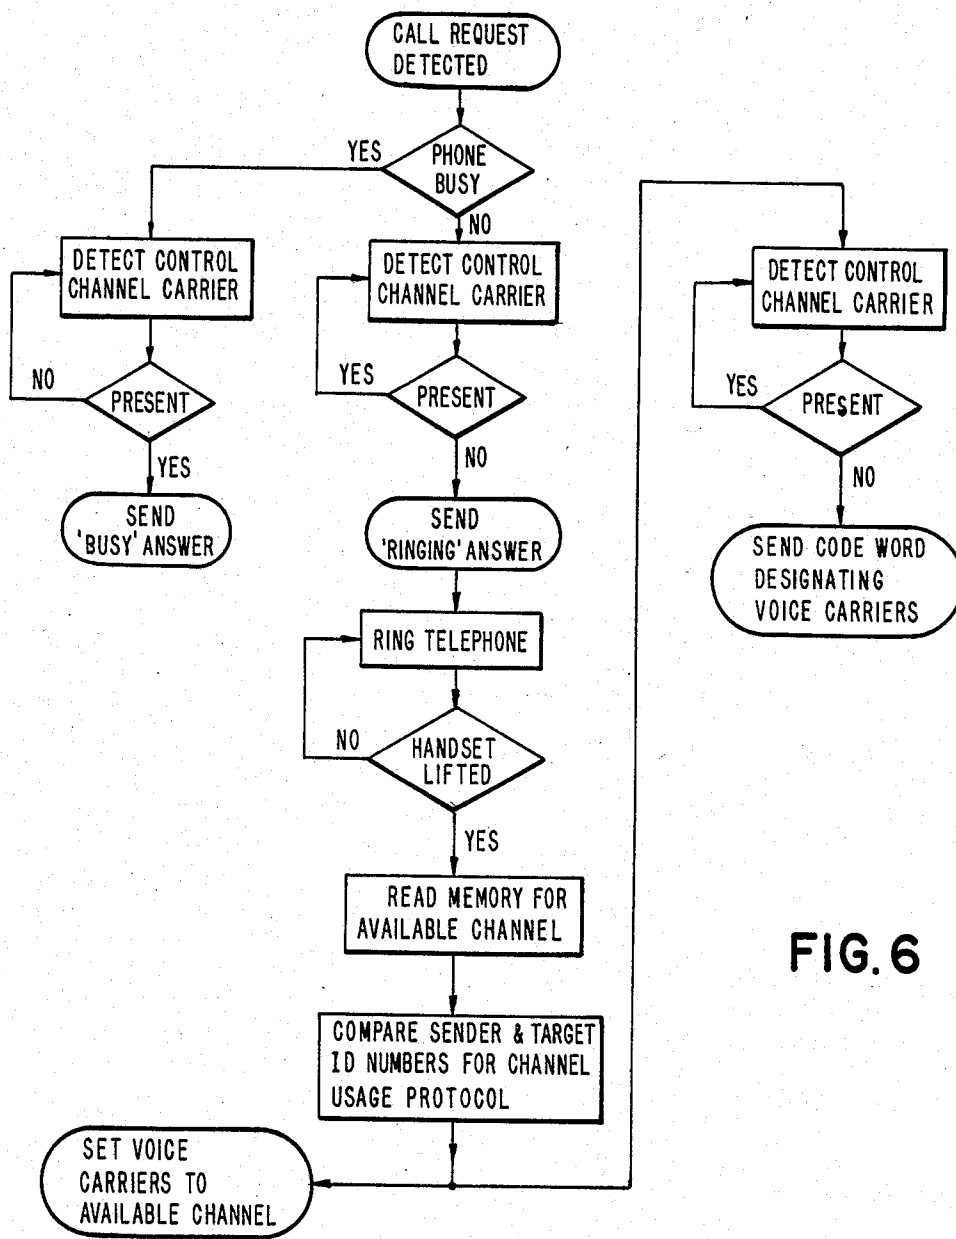 CALL REQUEST
DETECTED
YES
PHONE
BUSY
NO
DETECT CONTROL
CHANNEL CARRIER
NO
PRESENT
YES
SEND
'BUSY' ANSWER
DETECT CONTROL
CHANNEL CARRIER
YES
PRESENT
NO
SEND
'RINGING' ANSWER
RING TELEPHONE
NO
HANDSET
LIFTED
YES
READ MEMORY FOR
AVAILABLE CHANNEL
COMPARE SENDER & TARGET
ID NUMBERS FOR CHANNEL
USAGE PROTOCOL
SET VOICE
CARRIERS TO
AVAILABLE CHANNEL
DETECT CONTROL
CHANNEL CARRIER
YES
PRESENT
NO
SEND CODE WORD
DESIGNATING
VOICE CARRIERS
FIG. 6